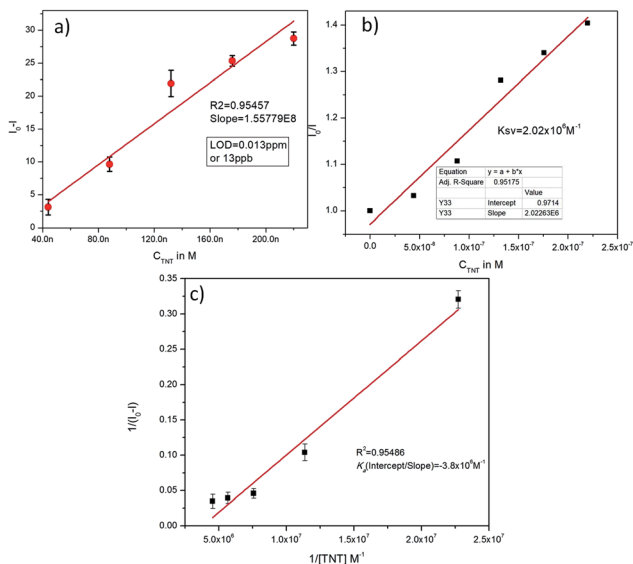 a)
I0-I
35
30
25
20
15
10
5
0
40.0n
80.0n
120.0n
160.0n
200.0n
CTNT in M
R2=0.95457
Slope=1.55779E8
LOD=0.013ppm
or 13ppb
b)
I0/I
1.4
1.3
1.2
1.1
1.0
0.0
5.0x10-8
1.0x10-7
1.5x10-7
2.0x10-7
2.5x10-7
CTNT in M
Ksv=2.02x10^6M-1
Equation y = a + b*x
Adj. R-Square 0.95175
Value
Y33 Intercept 0.9714
Y33 Slope 2.02263E6
c)
1/(I0-I)
0.35
0.30
0.25
0.20
0.15
0.10
0.05
0.00
5.0x10^6
1.0x10^7
1.5x10^7
2.0x10^7
2.5x10^7
1/[TNT] M-1
R2=0.95486
Ka(Intercept/Slope)=-3.8x10^6M-1